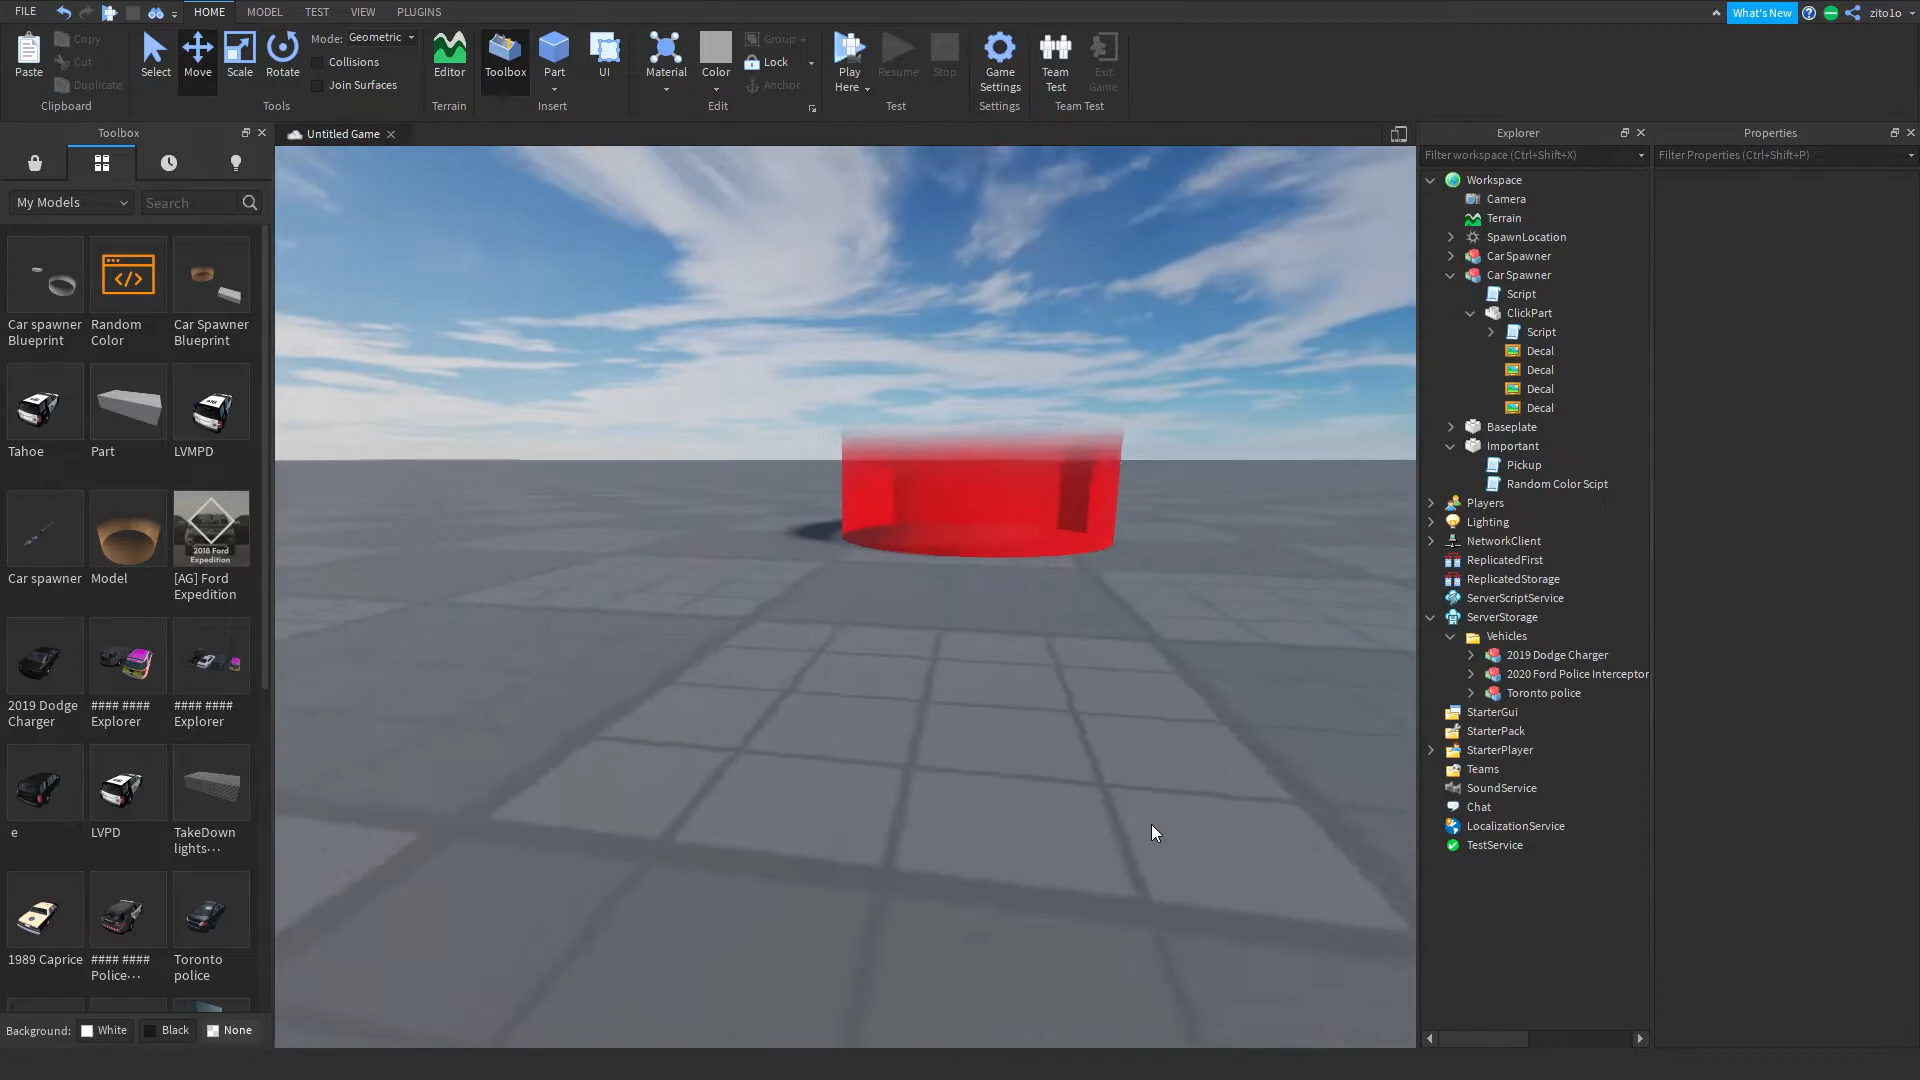 FILE
HOME
MODEL
TEST
VIEW
PLUGINS
What's New
zito1o
Paste
Copy
Cut
Duplicate
Clipboard
Select
Move
Scale
Rotate
Mode: Geometric
Collisions
Join Surfaces
Tools
Editor
Terrain
Toolbox
Part
UI
Insert
Material
Color
Group
Lock
Anchor
Edit
Play
Here
Resume
Stop
Test
Game
Settings
Settings
Team
Test
Exit
Game
Team Test
Toolbox
My Models
Search
Car spawner
Blueprint
Random
Color
Car Spawner
Blueprint
Tahoe
Part
LVMPD
Car spawner
Model
2018 Ford
Expedition
[AG] Ford
Expedition
2019 Dodge
Charger
#### ####
Explorer
#### ####
Explorer
e
LVPD
TakeDown
lights...
1989 Caprice
#### ####
Police...
Toronto
police
Background:
White
Black
None
Untitled Game
Explorer
Filter workspace (Ctrl+Shift+X)
Workspace
Camera
Terrain
SpawnLocation
Car Spawner
Car Spawner
Script
ClickPart
Script
Decal
Decal
Decal
Decal
Baseplate
Important
Pickup
Random Color Scipt
Players
Lighting
NetworkClient
ReplicatedFirst
ReplicatedStorage
ServerScriptService
ServerStorage
Vehicles
2019 Dodge Charger
2020 Ford Police Interceptor
Toronto police
StarterGui
StarterPack
StarterPlayer
Teams
SoundService
Chat
LocalizationService
TestService
Properties
Filter Properties (Ctrl+Shift+P)